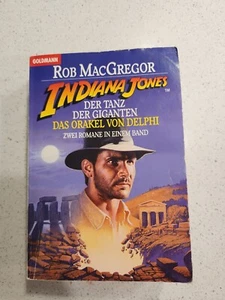 GOLDMANN
ROB MACGREGOR
INDIANA JONES
DER TANZ
DER GIGANTEN
DAS ORAKEL VON DELPHI
ZWEI ROMANE IN EINEM BAND